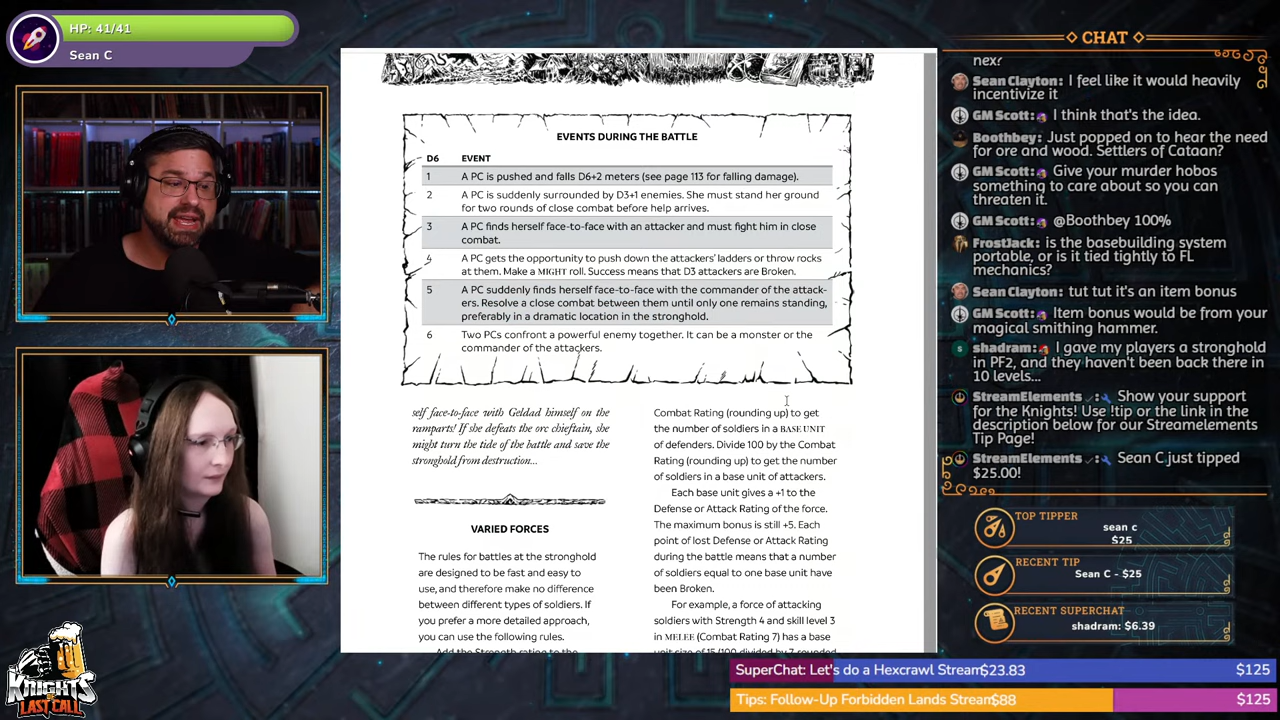 HP: 41/41
Sean C
EVENTS DURING THE BATTLE
D6 EVENT
1 A PC is pushed and falls D6+2 meters (see page 113 for falling damage).
2 A PC is suddenly surrounded by D3+1 enemies. She must stand her ground
for two rounds of close combat before help arrives.
3 A PC finds herself face-to-face with an attacker and must fight him in close
combat.
4 A PC gets the opportunity to push down the attackers' ladders or throw rocks
at them. Make a MIGHT roll. Success means that D3 attackers are Broken.
5 A PC suddenly finds herself face-to-face with the commander of the attack-
ers. Resolve a close combat between them until only one remains standing,
preferably in a dramatic location in the stronghold.
6 Two PCs confront a powerful enemy together. It can be a monster or the
commander of the attackers.
self face-to-face with Geldad himself on the
ramparts! If she defeats the orc chieftain, she
might turn the tide of the battle and save the
stronghold from destruction...
VARIED FORCES
The rules for battles at the stronghold
are designed to be fast and easy to
use, and therefore make no difference
between different types of soldiers. If
you prefer a more detailed approach,
you can use the following rules.
Add the Strength rating to the
Combat Rating (rounding up) to get
the number of soldiers in a BASE UNIT
of defenders. Divide 100 by the Combat
Rating (rounding up) to get the number
of soldiers in a base unit of attackers.
Each base unit gives a +1 to the
Defense or Attack Rating of the force.
The maximum bonus is still +5. Each
point of lost Defense or Attack Rating
during the battle means that a number
of soldiers equal to one base unit have
been Broken.
For example, a force of attacking
soldiers with Strength 4 and skill level 3
in MELEE (Combat Rating 7) has a base
unit size of 15 (100 divided by 7, rounded
CHAT
nex?
Sean Clayton: I feel like it would heavily
incentivize it
GM Scott: I think that's the idea.
Boothbey: Just popped on to hear the need
for ore and wood. Settlers of Cataan?
GM Scott: Give your murder hobos
something to care about so you can
threaten it.
GM Scott: @Boothbey 100%
FrostJack: is the basebuilding system
portable, or is it tied tightly to FL
mechanics?
Sean Clayton: tut tut it's an item bonus
GM Scott: Item bonus would be from your
magical smithing hammer.
shadram: I gave my players a stronghold
in PF2, and they haven't been back there in
10 levels...
StreamElements: Show your support
for the Knights! Use !tip or the link in the
description below for our Streamelements
Tip Page!
StreamElements: Sean C just tipped
$25.00!
TOP TIPPER
sean c
$25
RECENT TIP
Sean C - $25
RECENT SUPERCHAT
shadram: $6.39
KNIGHTS
OF
LAST CALL
SuperChat: Let's do a Hexcrawl Stream $23.83 $125
Tips: Follow-Up Forbidden Lands Stream $88 $125